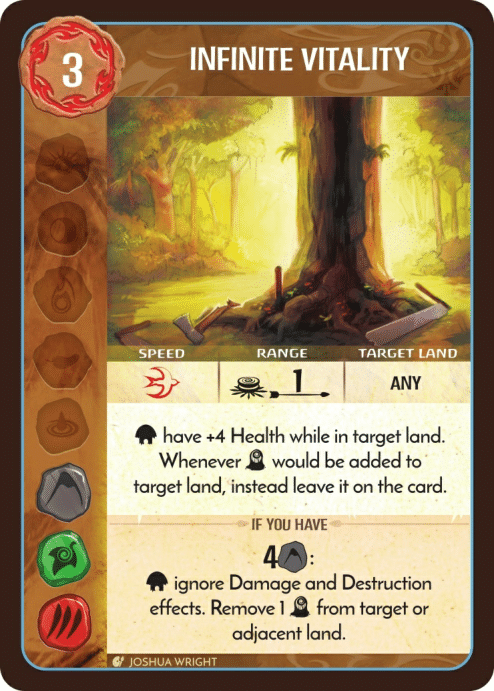 3
INFINITE VITALITY
SPEED RANGE TARGET LAND
1 ANY
have +4 Health while in target land.
Whenever would be added to
target land, instead leave it on the card.
IF YOU HAVE
4 :
ignore Damage and Destruction
effects. Remove 1 from target or
adjacent land.
JOSHUA WRIGHT